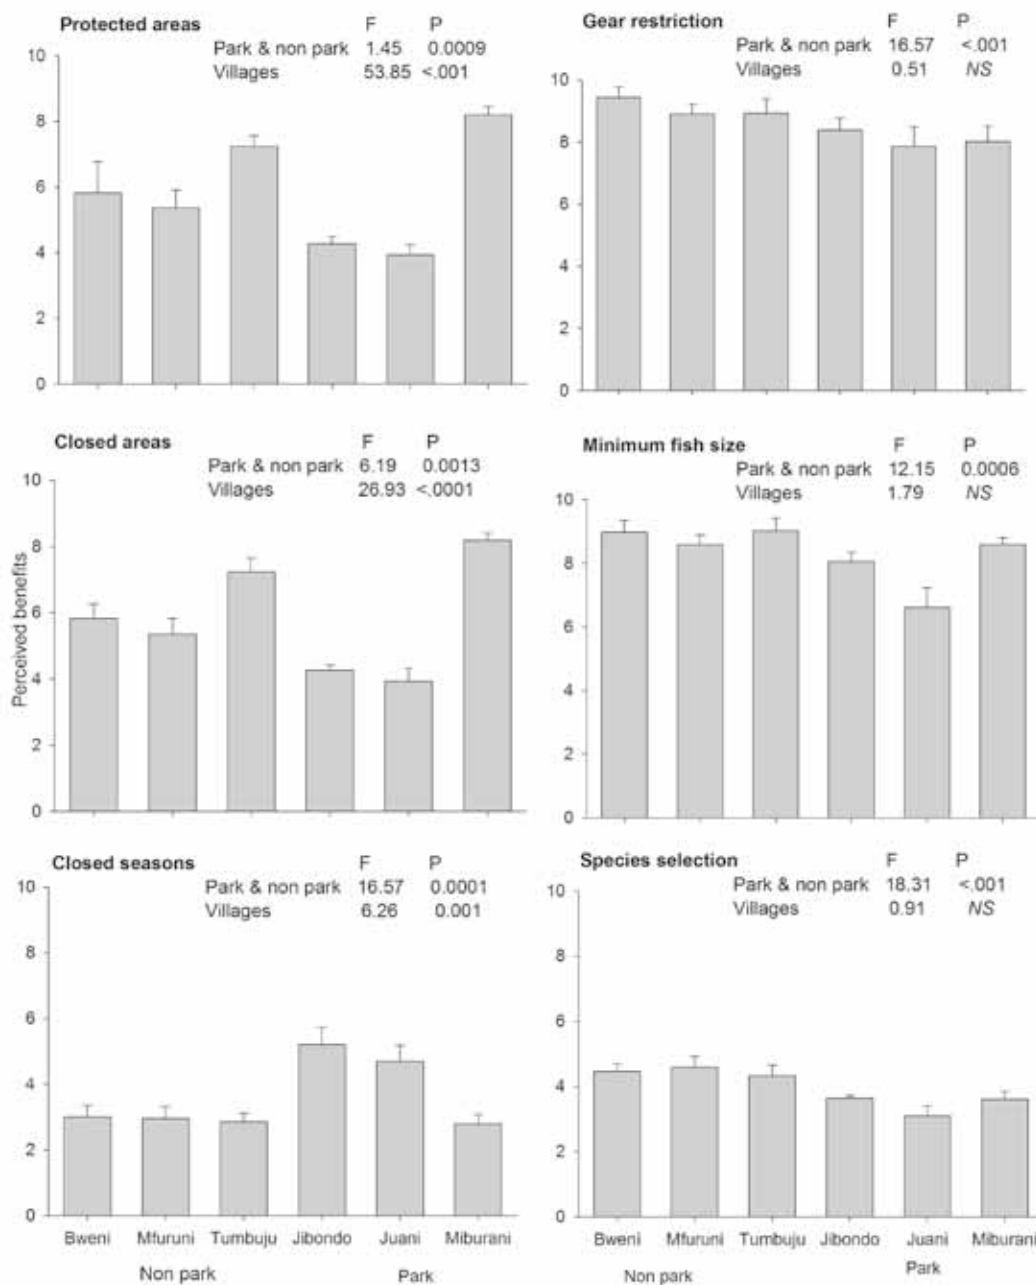 Protected areas F P
Park & non park 1.45 0.0009
Villages 53.85 <.001
10
8
6
4
2
0
Gear restriction F P
Park & non park 16.57 <.001
Villages 0.51 NS
10
8
6
4
2
0
Closed areas F P
Park & non park 6.19 0.0013
Villages 26.93 <.0001
10
8
6
4
2
0
Perceived benefits
Minimum fish size F P
Park & non park 12.15 0.0006
Villages 1.79 NS
10
8
6
4
2
0
Closed seasons F P
Park & non park 16.57 0.0001
Villages 6.26 0.001
10
8
6
4
2
0
Bweni Mfuruni Tumbuju Jibondo Juani Miburani
Non park Park
Species selection F P
Park & non park 18.31 <.001
Villages 0.91 NS
10
8
6
4
2
0
Bweni Mfuruni Tumbuju Jibondo Juani Miburani
Non park Park